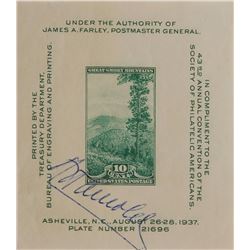 UNDER THE AUTHORITY OF
JAMES A. FARLEY, POSTMASTER GENERAL.
PRINTED BY THE
TREASURY DEPARTMENT,
BUREAU OF ENGRAVING AND PRINTING.
GREAT SMOKY MOUNTAINS
10
CENTS
UNITED STATES POSTAGE
IN COMPLIMENT TO THE
43RD ANNUAL CONVENTION OF THE
SOCIETY OF PHILATELIC AMERICANS.
ASHEVILLE, N.C., AUGUST 26-28, 1937.
PLATE NUMBER 21696